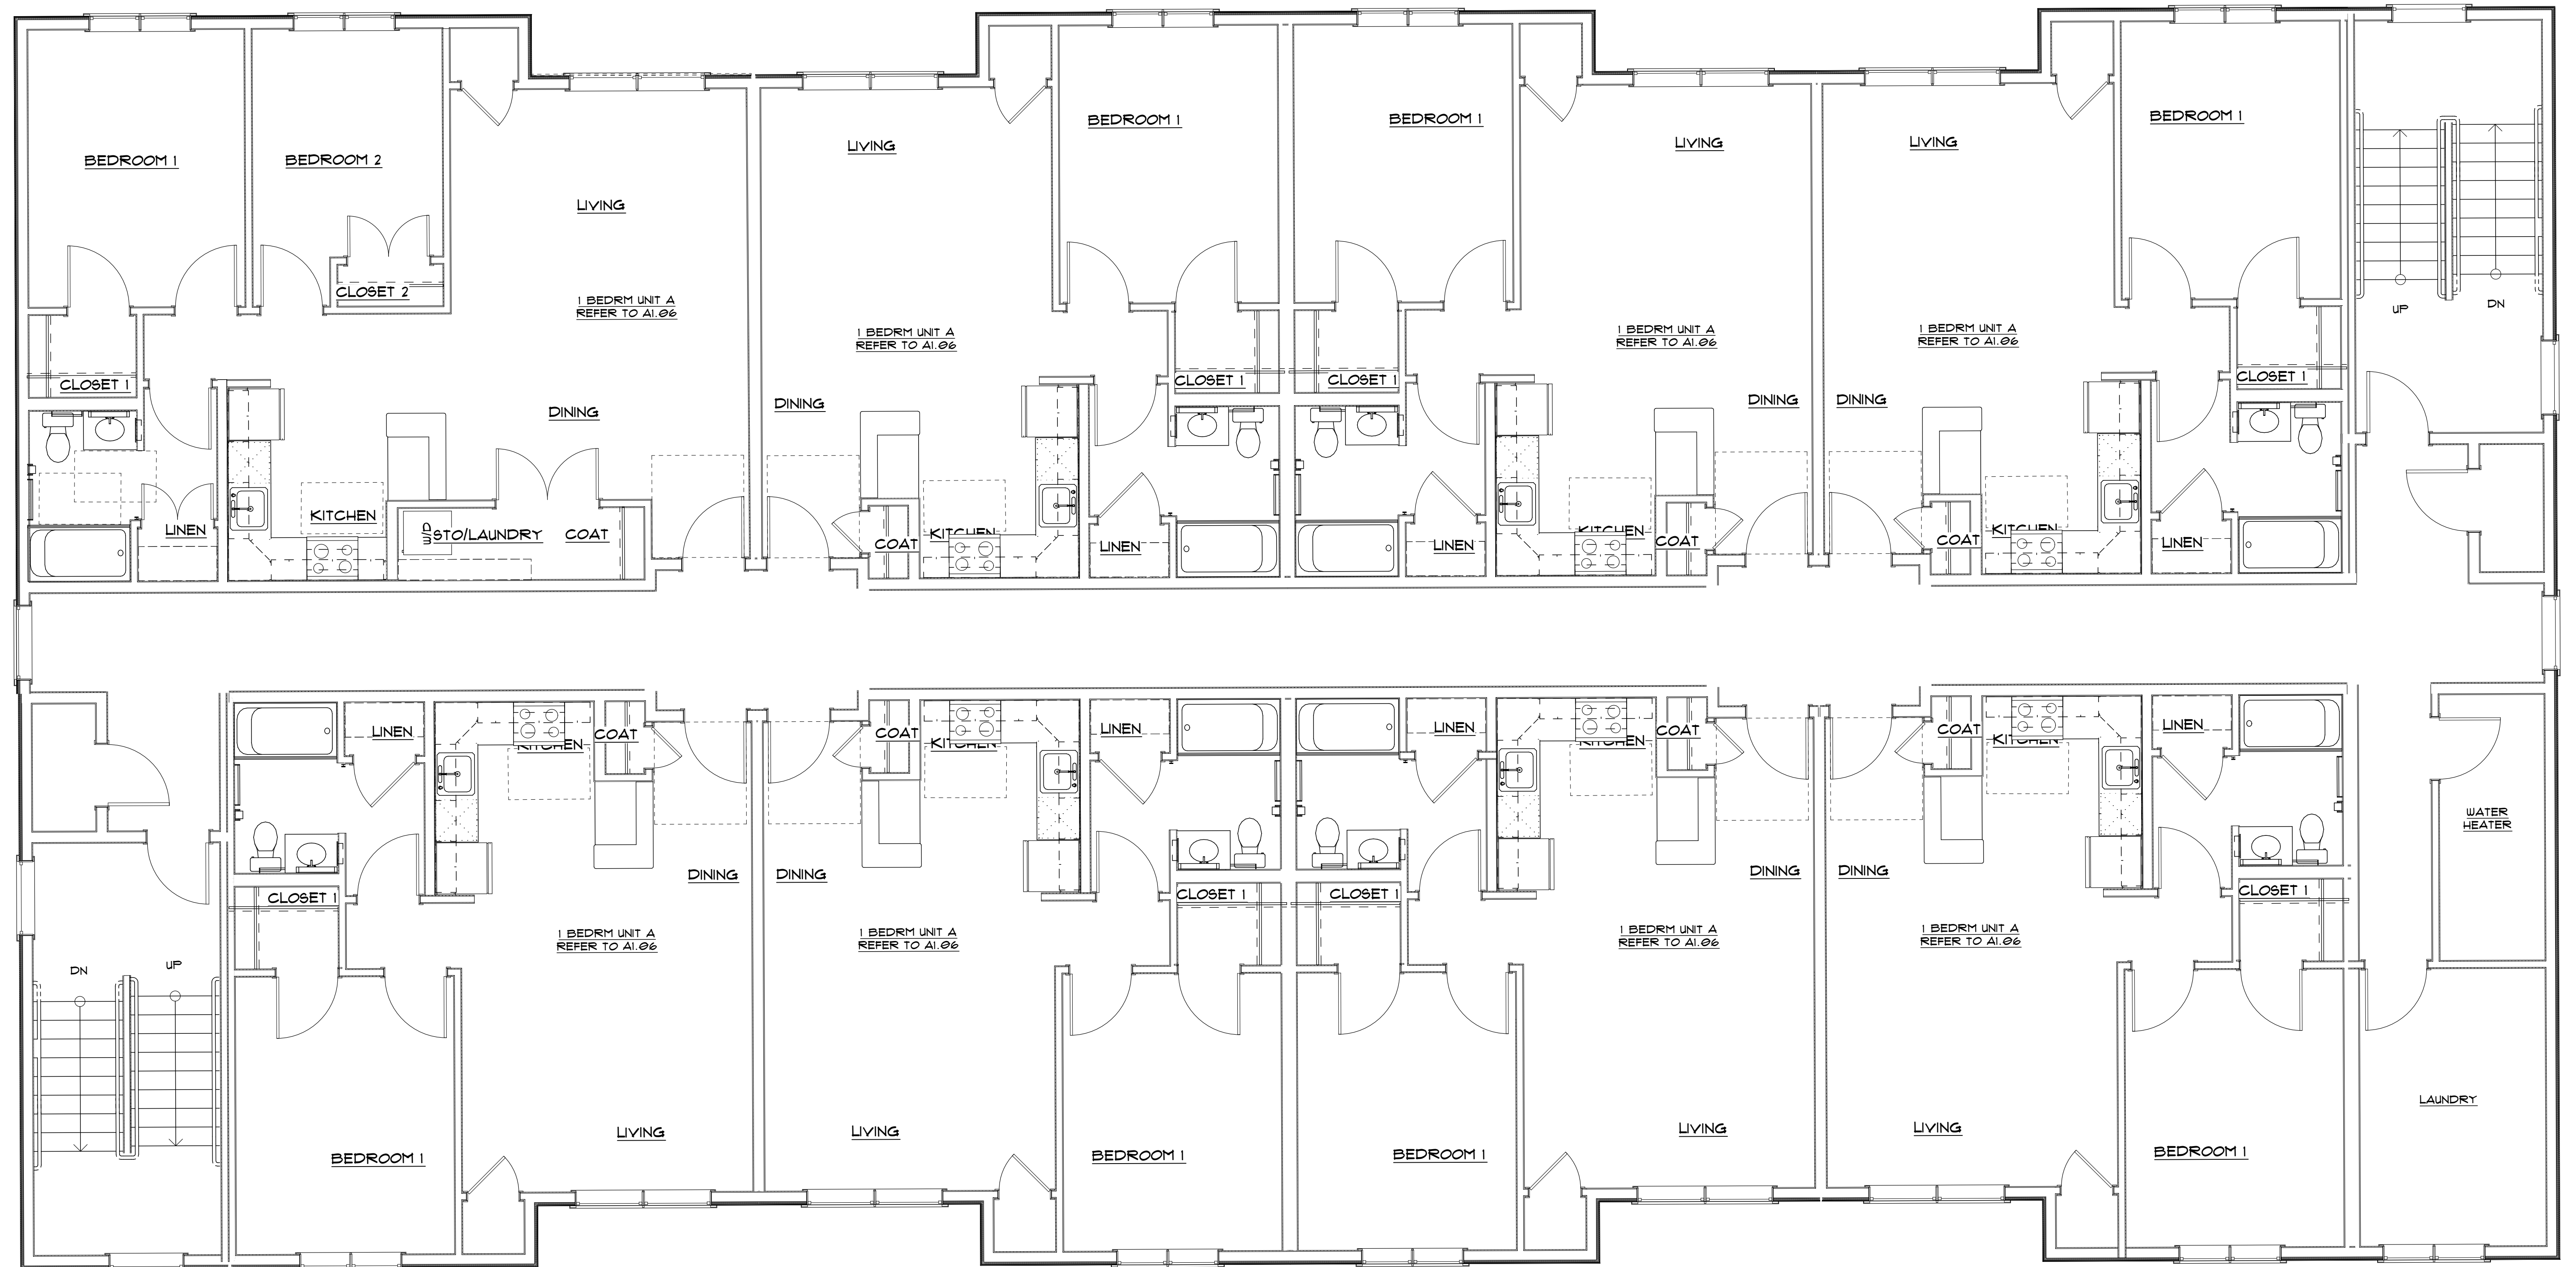 BEDROOM 1
BEDROOM 2
LIVING
1 BEDRM UNIT A
REFER TO A1.06
CLOSET 2
CLOSET 1
DINING
LINEN
KITCHEN
W/D
STO/LAUNDRY
COAT
LIVING
BEDROOM 1
1 BEDRM UNIT A
REFER TO A1.06
DINING
CLOSET 1
COAT
KITCHEN
LINEN
BEDROOM 1
LIVING
1 BEDRM UNIT A
REFER TO A1.06
CLOSET 1
DINING
LINEN
KITCHEN
COAT
LIVING
BEDROOM 1
1 BEDRM UNIT A
REFER TO A1.06
DINING
CLOSET 1
COAT
KITCHEN
LINEN
UP
DN
LINEN
KITCHEN
COAT
DINING
CLOSET 1
1 BEDRM UNIT A
REFER TO A1.06
DN
UP
LIVING
BEDROOM 1
COAT
KITCHEN
LINEN
DINING
CLOSET 1
1 BEDRM UNIT A
REFER TO A1.06
LIVING
BEDROOM 1
LINEN
KITCHEN
COAT
DINING
CLOSET 1
1 BEDRM UNIT A
REFER TO A1.06
LIVING
BEDROOM 1
COAT
KITCHEN
LINEN
DINING
CLOSET 1
1 BEDRM UNIT A
REFER TO A1.06
LIVING
BEDROOM 1
WATER
HEATER
LAUNDRY